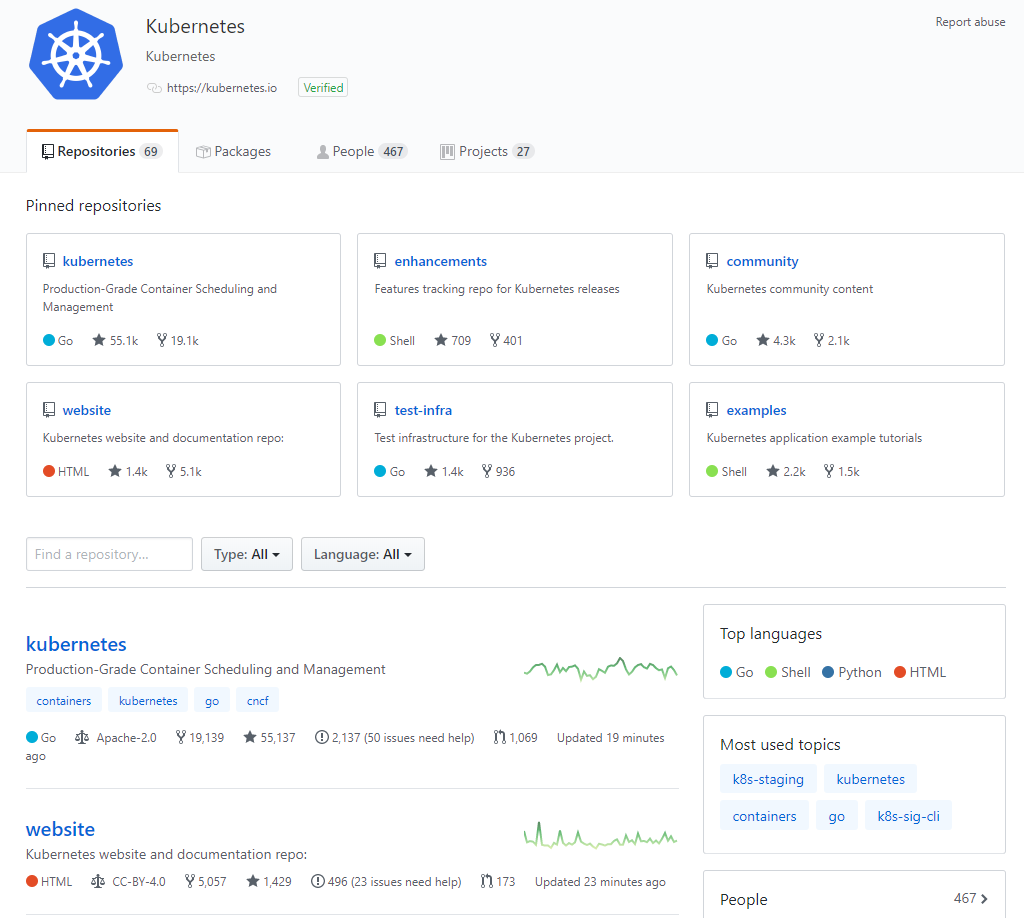 Kubernetes
Report abuse
Kubernetes
https://kubernetes.io Verified
Repositories 69 Packages People 467 Projects 27
Pinned repositories
kubernetes
Production-Grade Container Scheduling and
Management
Go 55.1k 19.1k
enhancements
Features tracking repo for Kubernetes releases
Shell 709 401
community
Kubernetes community content
Go 4.3k 2.1k
website
Kubernetes website and documentation repo:
HTML 1.4k 5.1k
test-infra
Test infrastructure for the Kubernetes project.
Go 1.4k 936
examples
Kubernetes application example tutorials
Shell 2.2k 1.5k
Find a repository... Type: All Language: All
kubernetes
Production-Grade Container Scheduling and Management
containers kubernetes go cncf
Go Apache-2.0 19,139 55,137 2,137 (50 issues need help) 1,069 Updated 19 minutes
ago
website
Kubernetes website and documentation repo:
HTML CC-BY-4.0 5,057 1,429 496 (23 issues need help) 173 Updated 23 minutes ago
Top languages
Go Shell Python HTML
Most used topics
k8s-staging kubernetes
containers go k8s-sig-cli
People 467